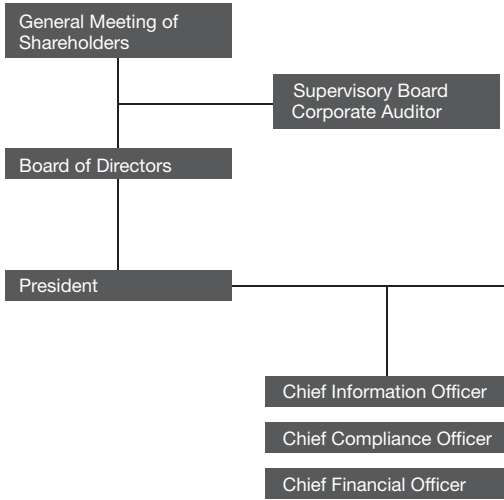 General Meeting of
Shareholders
Supervisory Board
Corporate Auditor
Board of Directors
President
Chief Information Officer
Chief Compliance Officer
Chief Financial Officer